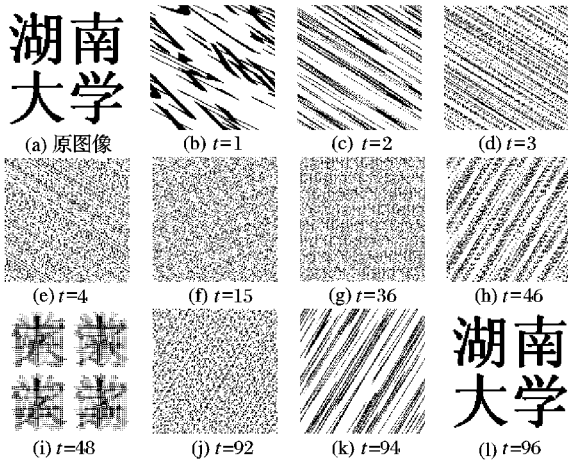 湖南
大学
(a) 原图像
(b) t=1
(c) t=2
(d) t=3
(e) t=4
(f) t=15
(g) t=36
(h) t=46
(i) t=48
(j) t=92
(k) t=94
湖南
大学
(l) t=96